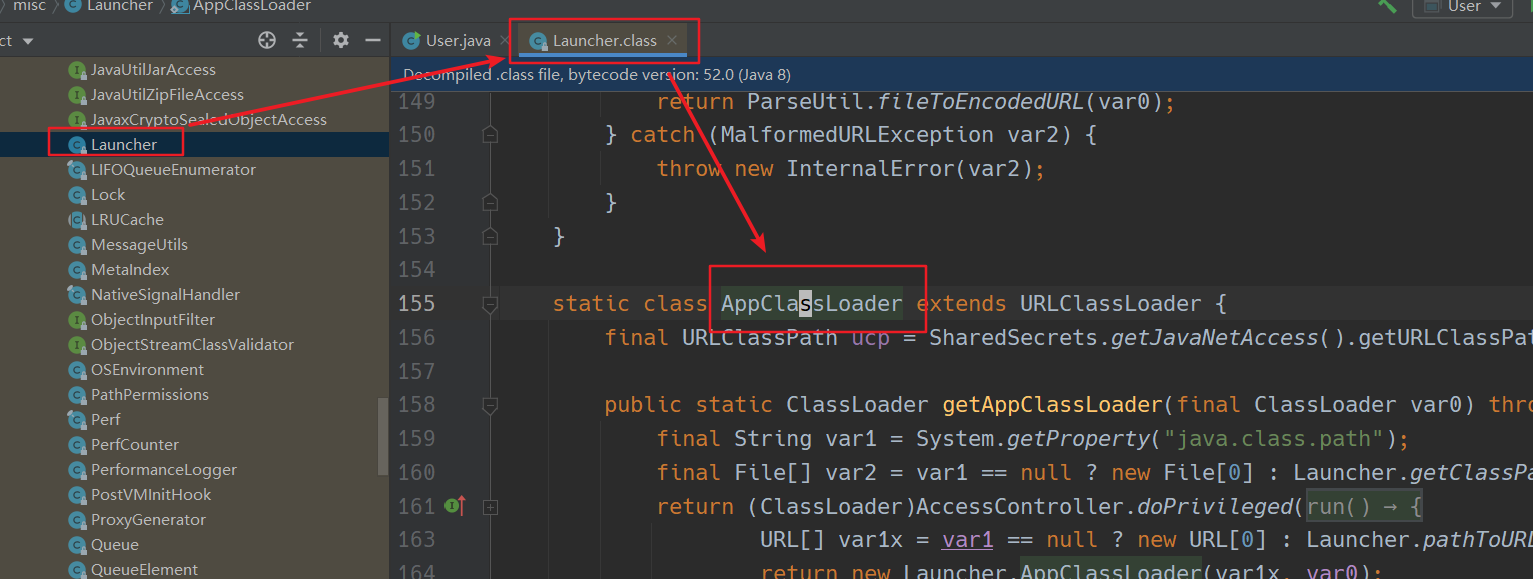 misc Launcher AppClassLoader
User
ct
User.java Launcher.class
Decompiled .class file, bytecode version: 52.0 (Java 8)
JavaUtilJarAccess
JavaUtilZipFileAccess
JavaxCryptoSealedObjectAccess
Launcher
LIFOQueueEnumerator
Lock
LRUCache
MessageUtils
MetaIndex
NativeSignalHandler
ObjectInputFilter
ObjectStreamClassValidator
OSEnvironment
PathPermissions
Perf
PerfCounter
PerformanceLogger
PostVMInitHook
ProxyGenerator
Queue
QueueElement
149 return ParseUtil.fileToEncodedURL(var0);
150 } catch (MalformedURLException var2) {
151 throw new InternalError(var2);
152 }
153 }
154
155 static class AppClassLoader extends URLClassLoader {
156 final URLClassPath ucp = SharedSecrets.getJavaNetAccess().getURLClassPat
157
158 public static ClassLoader getAppClassLoader(final ClassLoader var0) thro
159 final String var1 = System.getProperty("java.class.path");
160 final File[] var2 = var1 == null ? new File[0] : Launcher.getClassPa
161 return (ClassLoader)AccessController.doPrivileged(run() → {
163 URL[] var1x = var1 == null ? new URL[0] : Launcher.pathToURL
164 return new Launcher.AppClassLoader(var1x, var0);